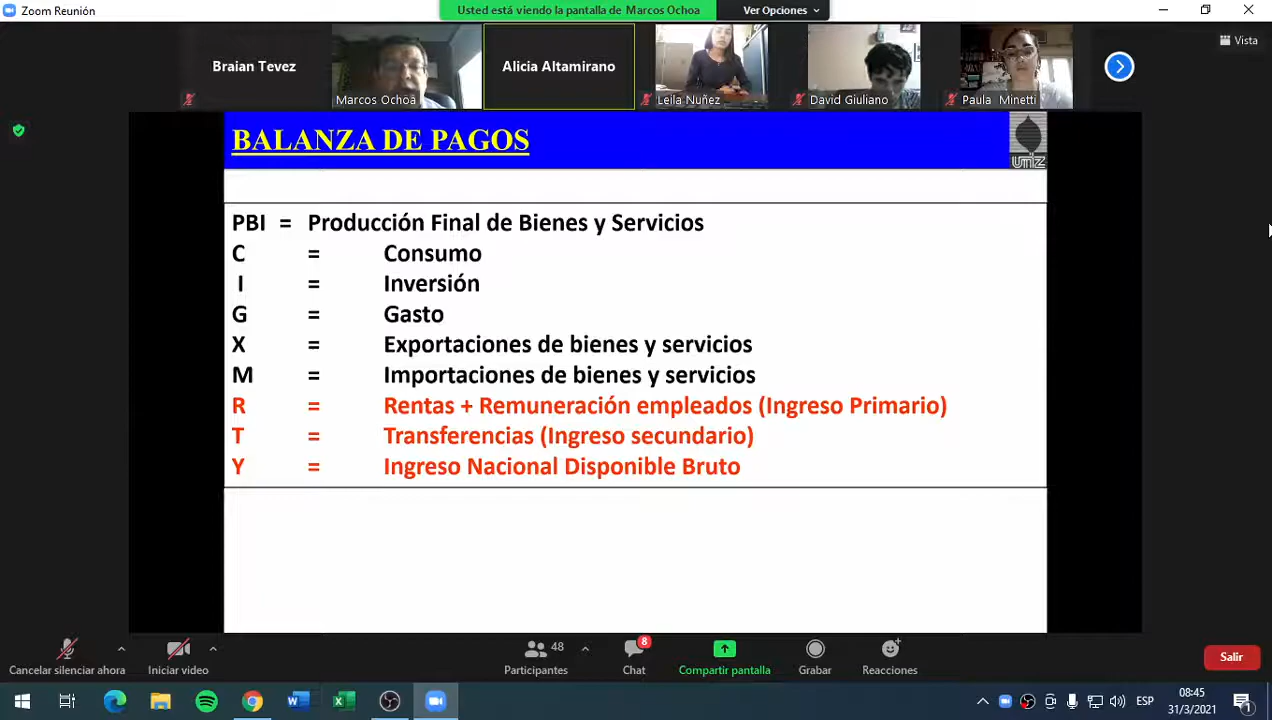 Zoom Reunión
Usted está viendo la pantalla de Marcos Ochoa
Ver Opciones
Vista
Braian Tevez
Marcos Ochoa
Alicia Altamirano
Leila Nuñez
David Giuliano
Paula Minetti
BALANZA DE PAGOS
UNLZ
PBI = Producción Final de Bienes y Servicios
C = Consumo
I = Inversión
G = Gasto
X = Exportaciones de bienes y servicios
M = Importaciones de bienes y servicios
R = Rentas + Remuneración empleados (Ingreso Primario)
T = Transferencias (Ingreso secundario)
Y = Ingreso Nacional Disponible Bruto
Cancelar silenciar ahora
Iniciar video
48
Participantes
8
Chat
Compartir pantalla
Grabar
Reacciones
Salir
ESP
08:45
31/3/2021
1